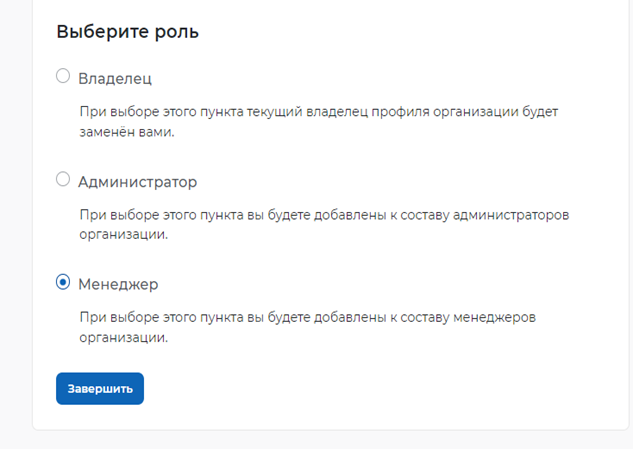 Выберите роль
Владелец
При выборе этого пункта текущий владелец профиля организации будет
заменён вами.
Администратор
При выборе этого пункта вы будете добавлены к составу администраторов
организации.
Менеджер
При выборе этого пункта вы будете добавлены к составу менеджеров
организации.
Завершить